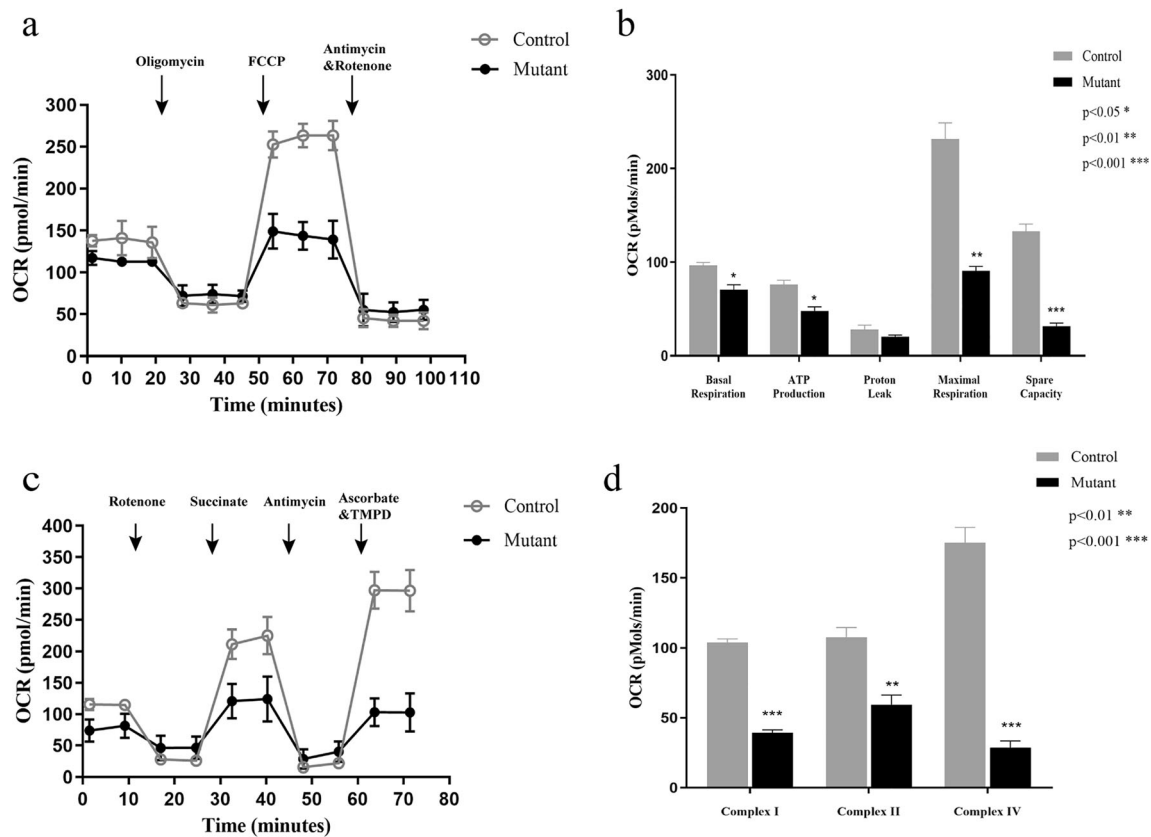 a
Control
Mutant
Oligomycin
FCCP
Antimycin
&Rotenone
300
250
200
150
100
50
0
OCR (pmol/min)
0 10 20 30 40 50 60 70 80 90 100 110
Time (minutes)
b
Control
Mutant
p<0.05 *
p<0.01 **
p<0.001 ***
300
200
100
0
OCR (pMols/min)
*
*
**
***
Basal
Respiration
ATP
Production
Proton
Leak
Maximal
Respiration
Spare
Capacity
c
Control
Mutant
Rotenone
Succinate
Antimycin
Ascorbate
&TMPD
400
350
300
250
200
150
100
50
0
OCR (pmol/min)
0 10 20 30 40 50 60 70 80
Time (minutes)
d
Control
Mutant
p<0.01 **
p<0.001 ***
200
150
100
50
0
OCR (pMols/min)
***
**
***
Complex I
Complex II
Complex IV